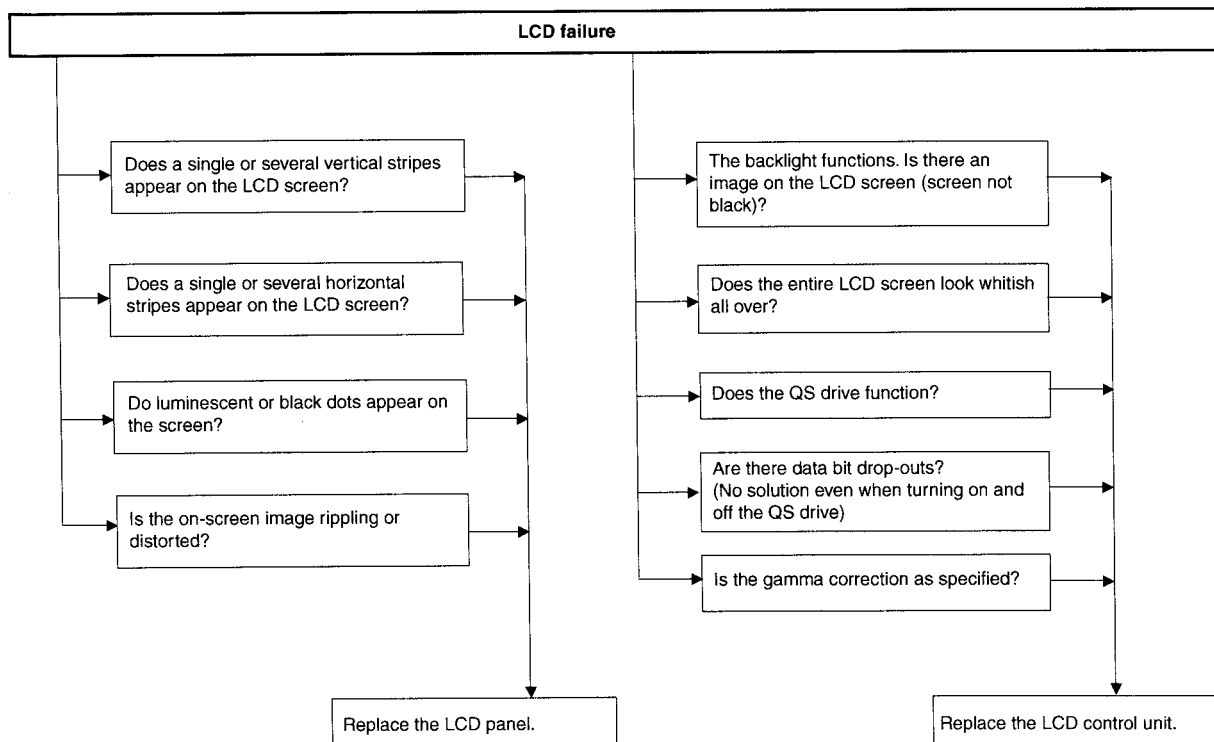 LCD failure
Does a single or several vertical stripes
appear on the LCD screen?
Does a single or several horizontal
stripes appear on the LCD screen?
Do luminescent or black dots appear on
the screen?
Is the on-screen image rippling or
distorted?
Replace the LCD panel.
The backlight functions. Is there an
image on the LCD screen (screen not
black)?
Does the entire LCD screen look whitish
all over?
Does the QS drive function?
Are there data bit drop-outs?
(No solution even when turning on and
off the QS drive)
Is the gamma correction as specified?
Replace the LCD control unit.